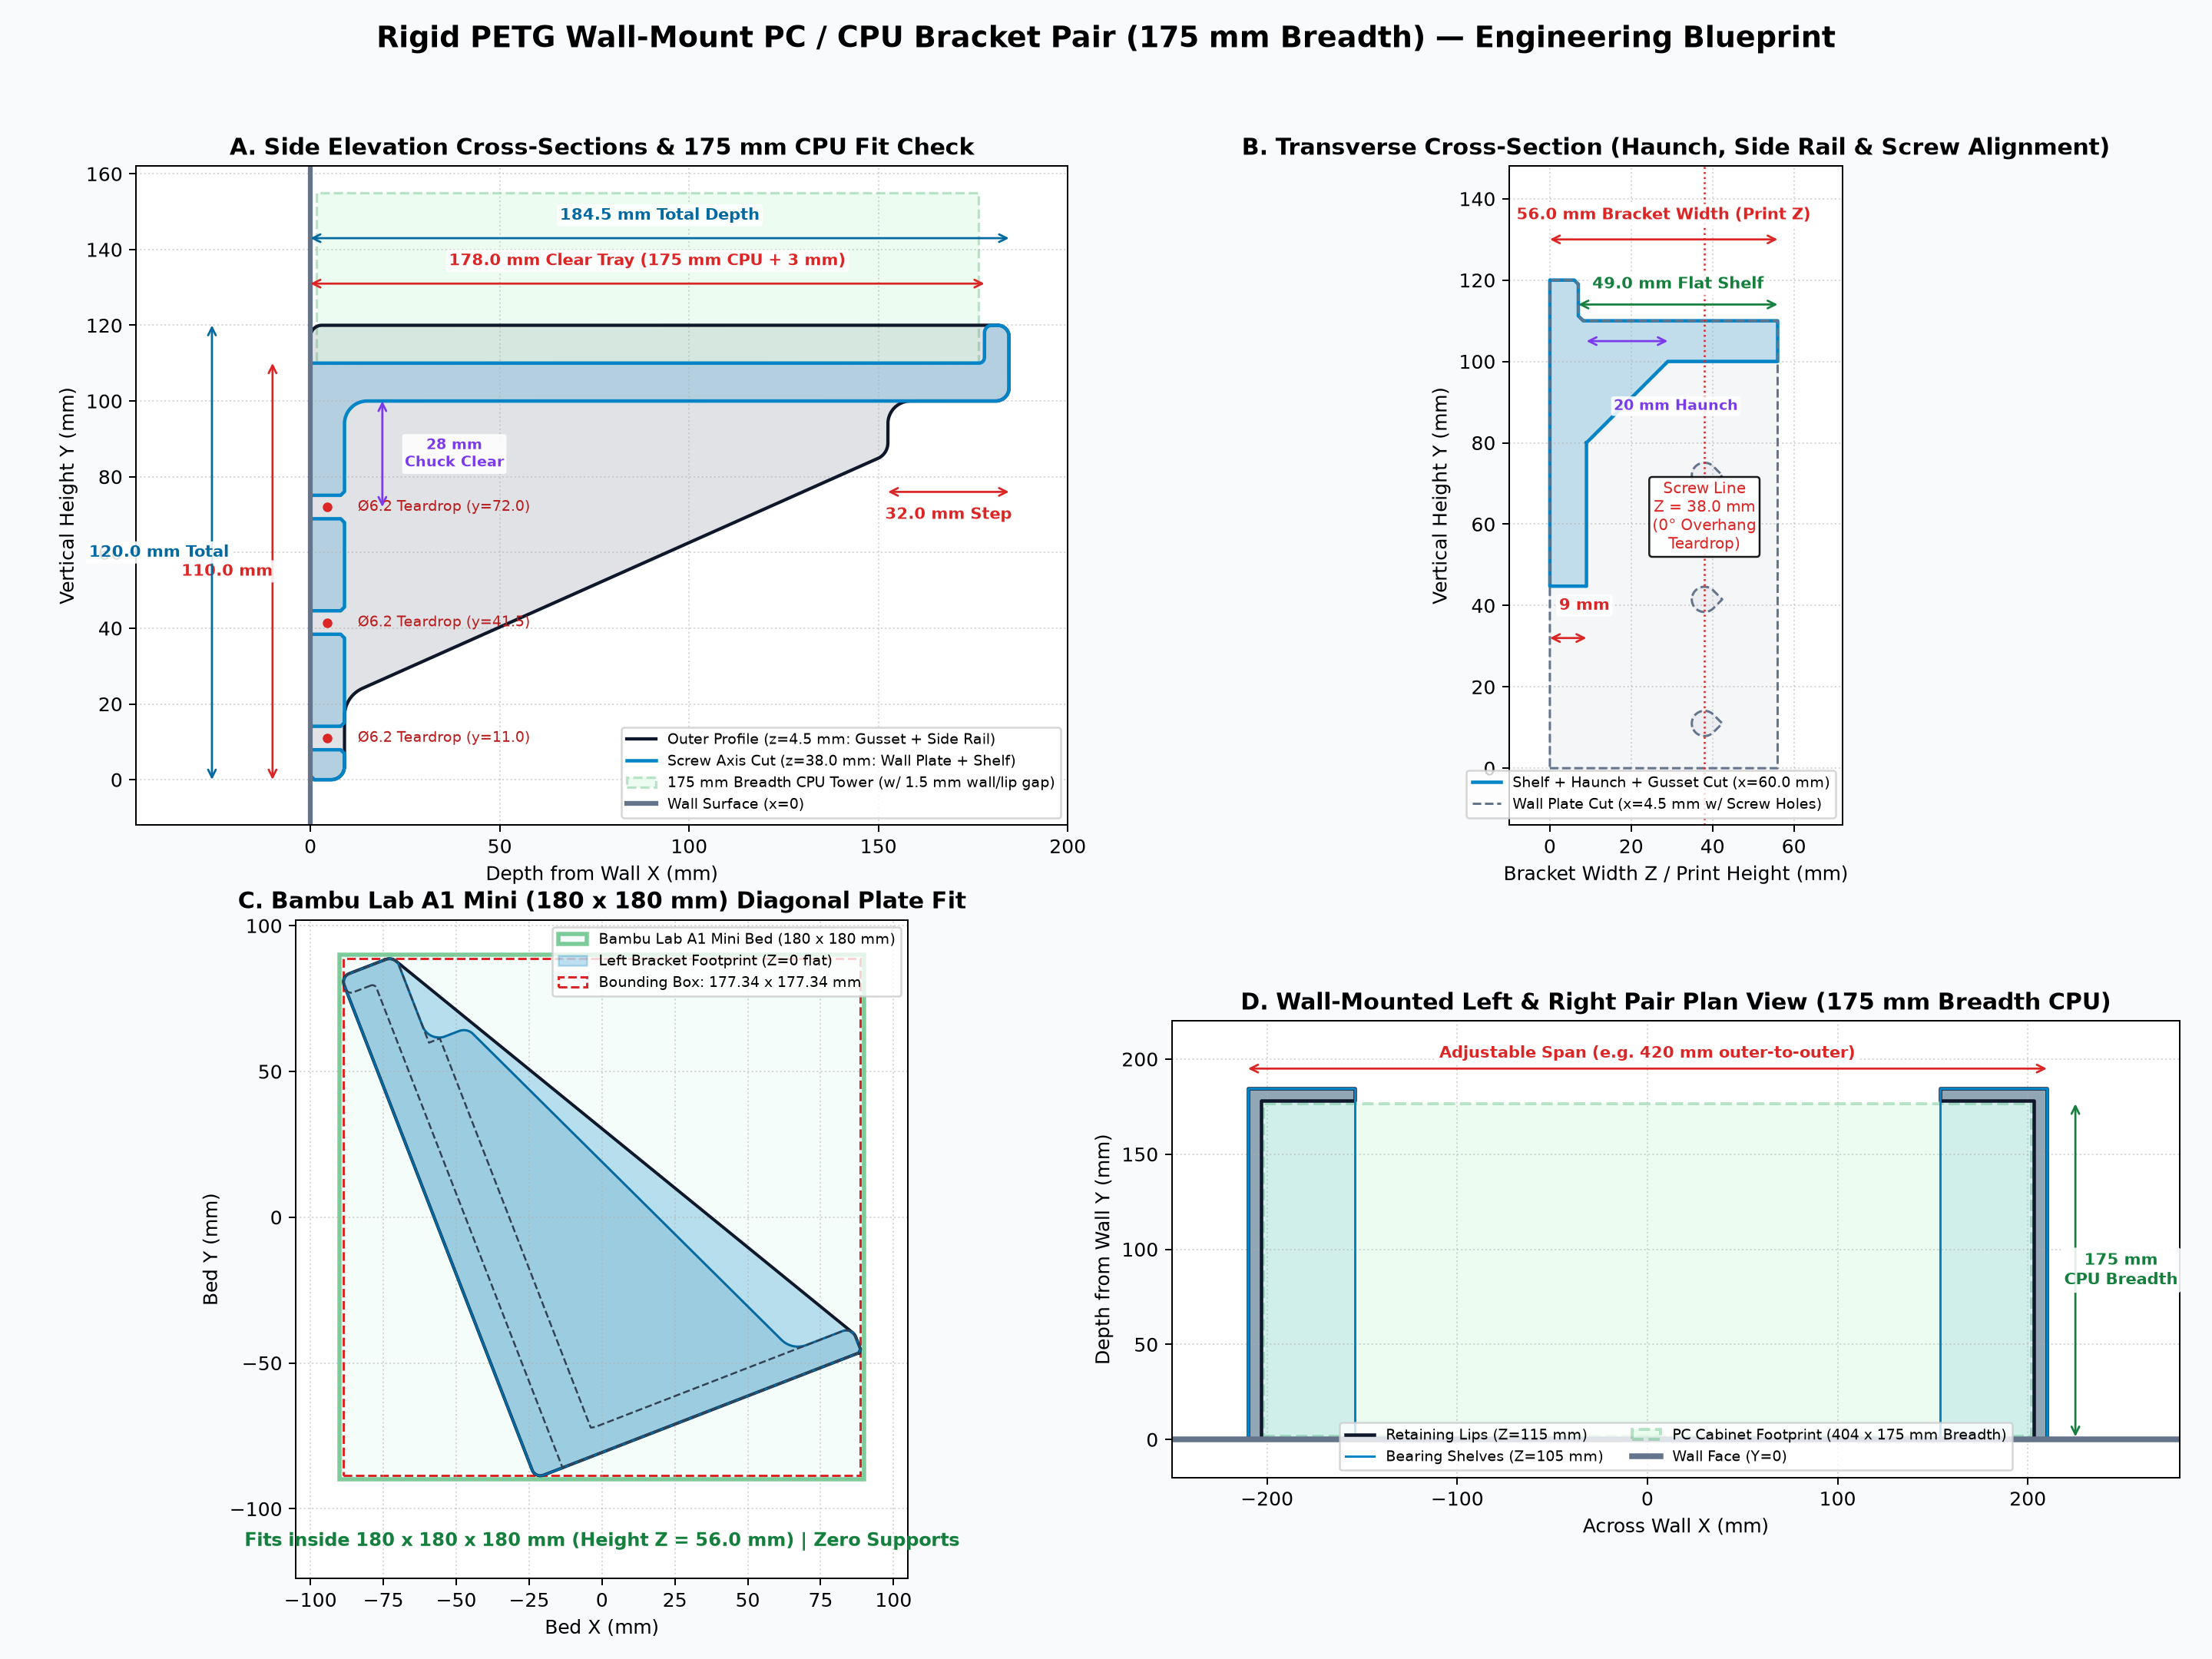 Rigid PETG Wall-Mount PC / CPU Bracket Pair (175 mm Breadth) — Engineering Blueprint
A. Side Elevation Cross-Sections & 175 mm CPU Fit Check
160
140
120
100
80
60
40
20
0
Vertical Height Y (mm)
184.5 mm Total Depth
178.0 mm Clear Tray (175 mm CPU + 3 mm)
28 mm
Chuck Clear
Ø6.2 Teardrop (y=72.0)
32.0 mm Step
120.0 mm Total
110.0 mm
Ø6.2 Teardrop (y=41.5)
Ø6.2 Teardrop (y=11.0)
Outer Profile (z=4.5 mm: Gusset + Side Rail)
Screw Axis Cut (z=38.0 mm: Wall Plate + Shelf)
175 mm Breadth CPU Tower (w/ 1.5 mm wall/lip gap)
Wall Surface (x=0)
0 50 100 150 200
Depth from Wall X (mm)
B. Transverse Cross-Section (Haunch, Side Rail & Screw Alignment)
140
120
100
80
60
40
20
0
Vertical Height Y (mm)
56.0 mm Bracket Width (Print Z)
49.0 mm Flat Shelf
20 mm Haunch
Screw Line
Z = 38.0 mm
(0° Overhang
Teardrop)
9 mm
Shelf + Haunch + Gusset Cut (x=60.0 mm)
Wall Plate Cut (x=4.5 mm w/ Screw Holes)
0 20 40 60
Bracket Width Z / Print Height (mm)
C. Bambu Lab A1 Mini (180 x 180 mm) Diagonal Plate Fit
100
50
0
−50
−100
Bed Y (mm)
Bambu Lab A1 Mini Bed (180 x 180 mm)
Left Bracket Footprint (Z=0 flat)
Bounding Box: 177.34 x 177.34 mm
Fits inside 180 x 180 x 180 mm (Height Z = 56.0 mm) | Zero Supports
−100 −75 −50 −25 0 25 50 75 100
Bed X (mm)
D. Wall-Mounted Left & Right Pair Plan View (175 mm Breadth CPU)
200
150
100
50
0
Depth from Wall Y (mm)
Adjustable Span (e.g. 420 mm outer-to-outer)
175 mm
CPU Breadth
Retaining Lips (Z=115 mm)
Bearing Shelves (Z=105 mm)
PC Cabinet Footprint (404 x 175 mm Breadth)
Wall Face (Y=0)
−200 −100 0 100 200
Across Wall X (mm)